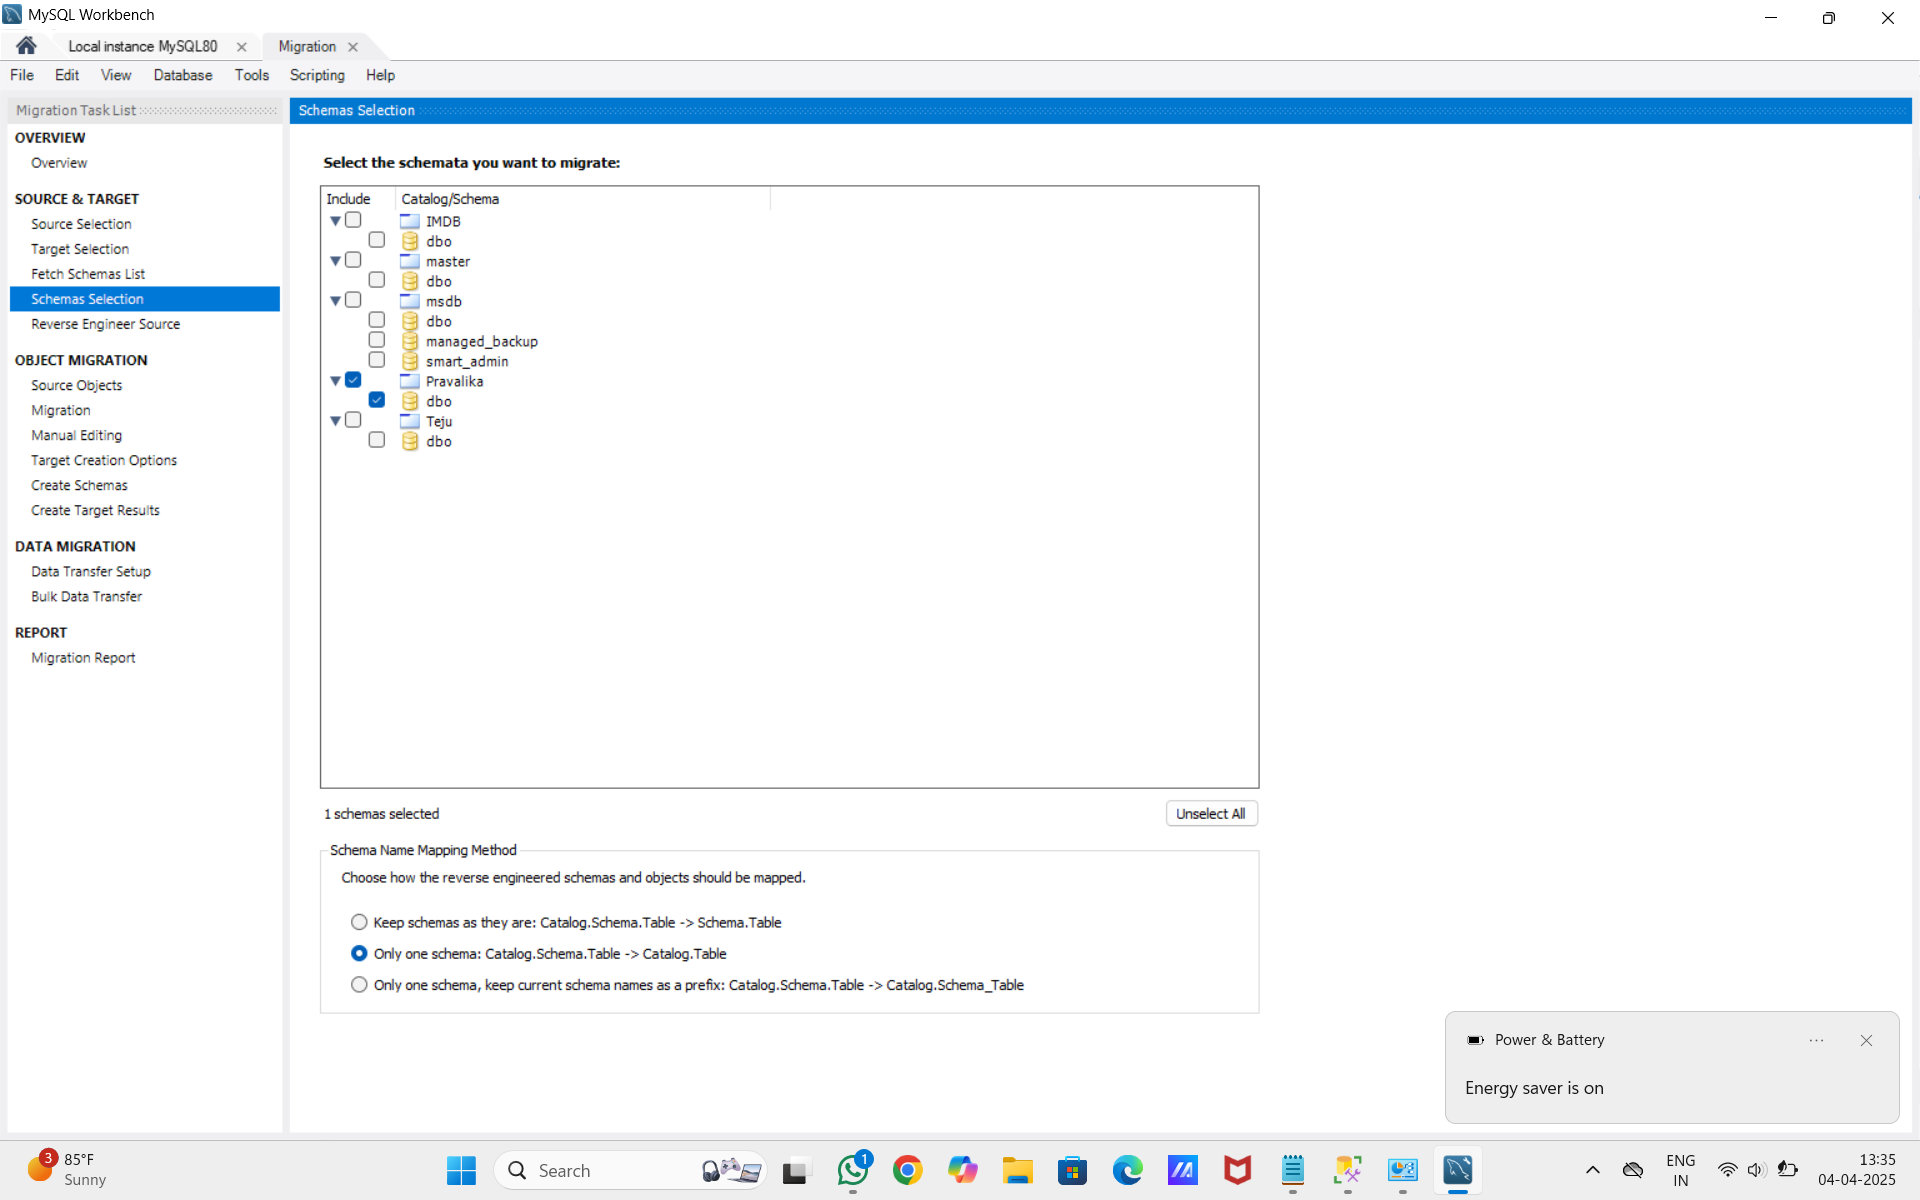 MySQL Workbench
Local instance MySQL80
Migration
File Edit View Database Tools Scripting Help
Migration Task List
OVERVIEW
Overview
SOURCE & TARGET
Source Selection
Target Selection
Fetch Schemas List
Schemas Selection
Reverse Engineer Source
OBJECT MIGRATION
Source Objects
Migration
Manual Editing
Target Creation Options
Create Schemas
Create Target Results
DATA MIGRATION
Data Transfer Setup
Bulk Data Transfer
REPORT
Migration Report
Schemas Selection
Select the schemata you want to migrate:
Include Catalog/Schema
IMDB
dbo
master
dbo
msdb
dbo
managed_backup
smart_admin
Pravalika
dbo
Teju
dbo
1 schemas selected
Unselect All
Schema Name Mapping Method
Choose how the reverse engineered schemas and objects should be mapped.
Keep schemas as they are: Catalog.Schema.Table -> Schema.Table
Only one schema: Catalog.Schema.Table -> Catalog.Table
Only one schema, keep current schema names as a prefix: Catalog.Schema.Table -> Catalog.Schema_Table
Power & Battery
Energy saver is on
3
85°F
Sunny
Search
1
ENG
IN
13:35
04-04-2025